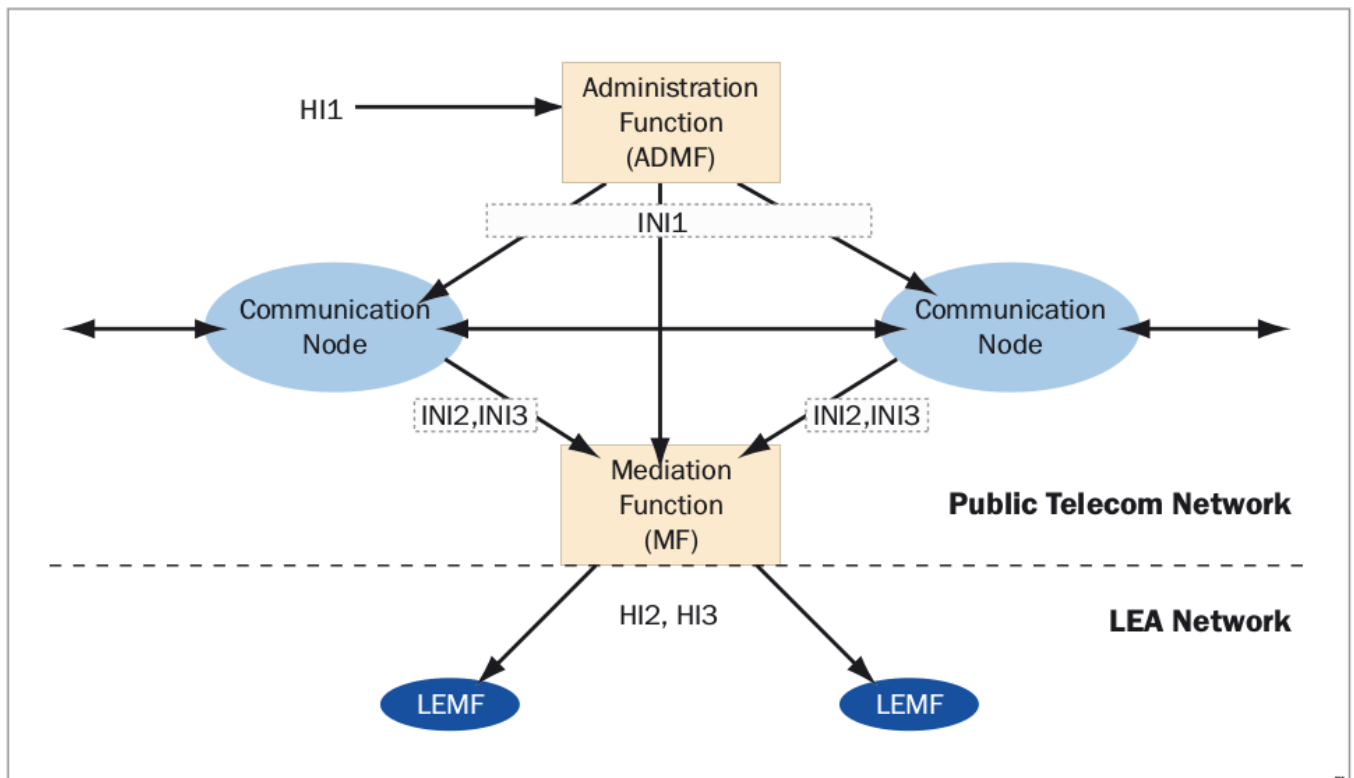 Administration
Function
(ADMF)
HI1
INI1
Communication
Node
Communication
Node
INI2,INI3
INI2,INI3
Mediation
Function
(MF)
Public Telecom Network
HI2, HI3
LEA Network
LEMF
LEMF